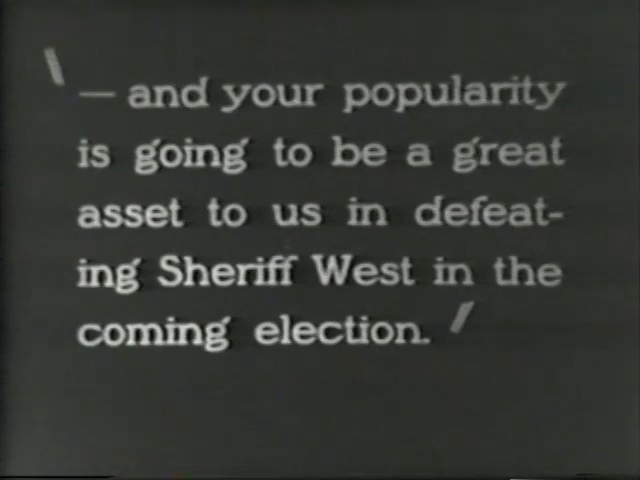 \ — and your popularity
is going to be a great
asset to us in defeat-
ing Sheriff West in the
coming election. /